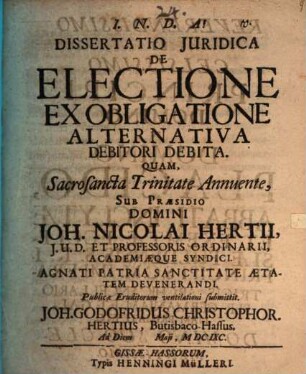 I. N. D. A!
DISSERTATIO JURIDICA
DE
ELECTIONE
EX OBLIGATIONE
ALTERNATIVA
DEBITORI DEBITA.
QUAM,
Sacrosancta Trinitate Annuente,
SUB PRÆSIDIO
DOMINI
JOH. NICOLAI HERTII,
J.U.D. ET PROFESSORIS ORDINARII,
ACADEMIÆQUE SYNDICI.
AGNATI PATRIA SANCTITATE ÆTA-
TEM DEVENERANDI,
Publicæ Eruditorum ventilationi submittit.
JOH. GODOFRIDUS CHRISTOPHOR.
HERTIUS, Butisbaco-Hassus.
Ad Diem Maji, MDCIC.
GISSÆ-HASSORUM,
Typis HENNINGI MüLLERI.